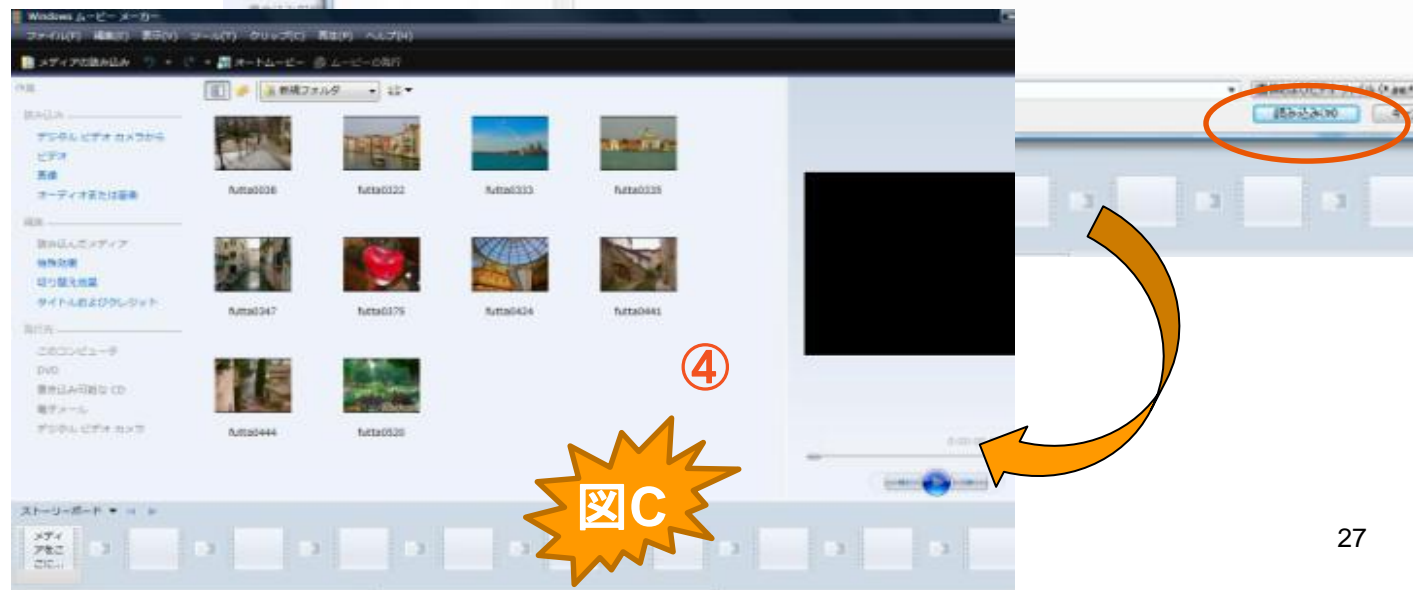 Windows ムービー メーカー
ファイル(F) 編集(E) 表示(V) ツール(T) クリップ(C) 再生(P) ヘルプ(H)
メディアの読み込み オートムービー ムービーの発行
新規フォルダ
読み込み
デジタル ビデオ カメラから
ビデオ
画像
オーディオまたは音楽
編集
読み込んだメディア
特殊効果
切り替え効果
タイトルおよびクレジット
発行先
このコンピュータ
DVD
書き込み可能な CD
電子メール
デジタル ビデオ カメラ
futta0322 futta0333 futta0335
futta0347 futta0375 futta0424 futta0441
futta0444
読み込み(M)
④
図C
ストーリーボード
メディ
アをこ
こに...
27